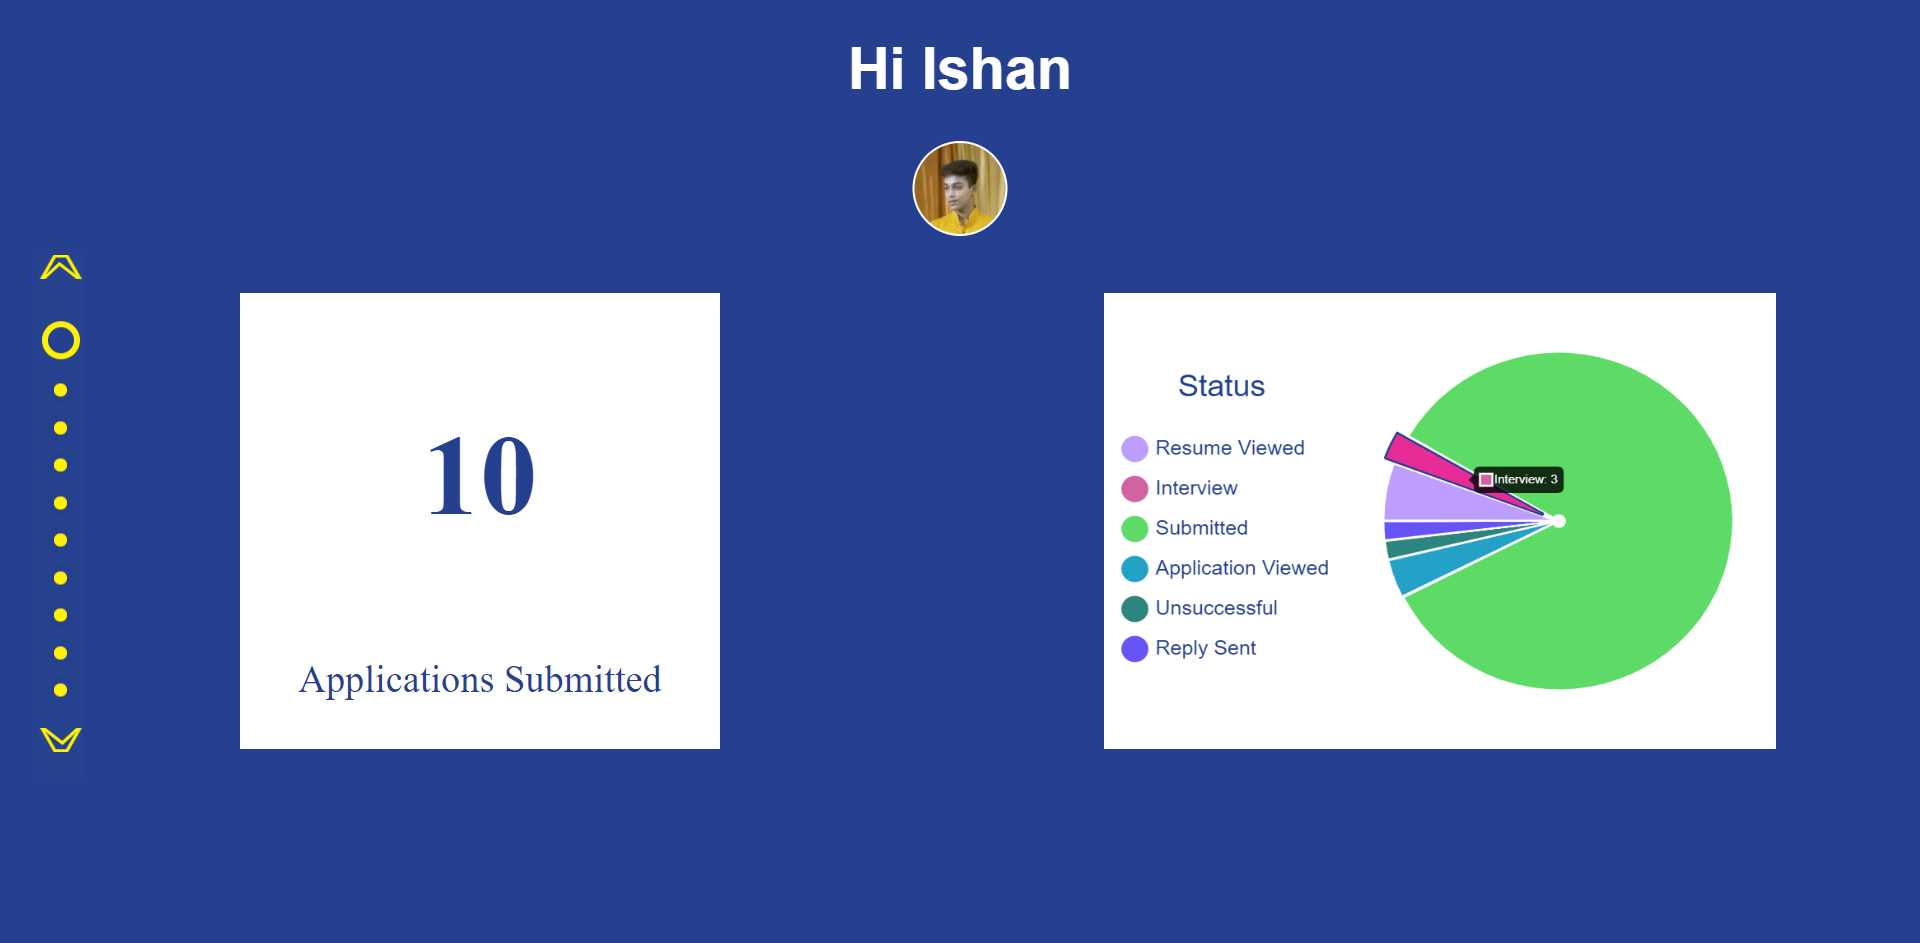 Hi Ishan
10
Applications Submitted
Status
Resume Viewed
Interview
Submitted
Application Viewed
Unsuccessful
Reply Sent
Interview: 3